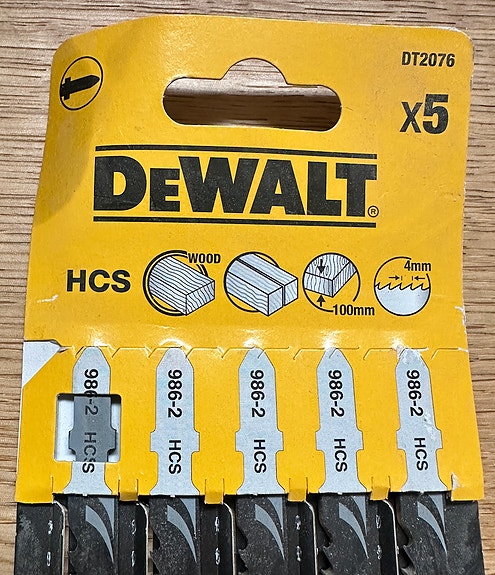 DT2076
x5
DEWALT®
HCS
WOOD
100mm
4mm
986-2 HCS
986-2 HCS
986-2 HCS
986-2 HCS
986-2 HCS